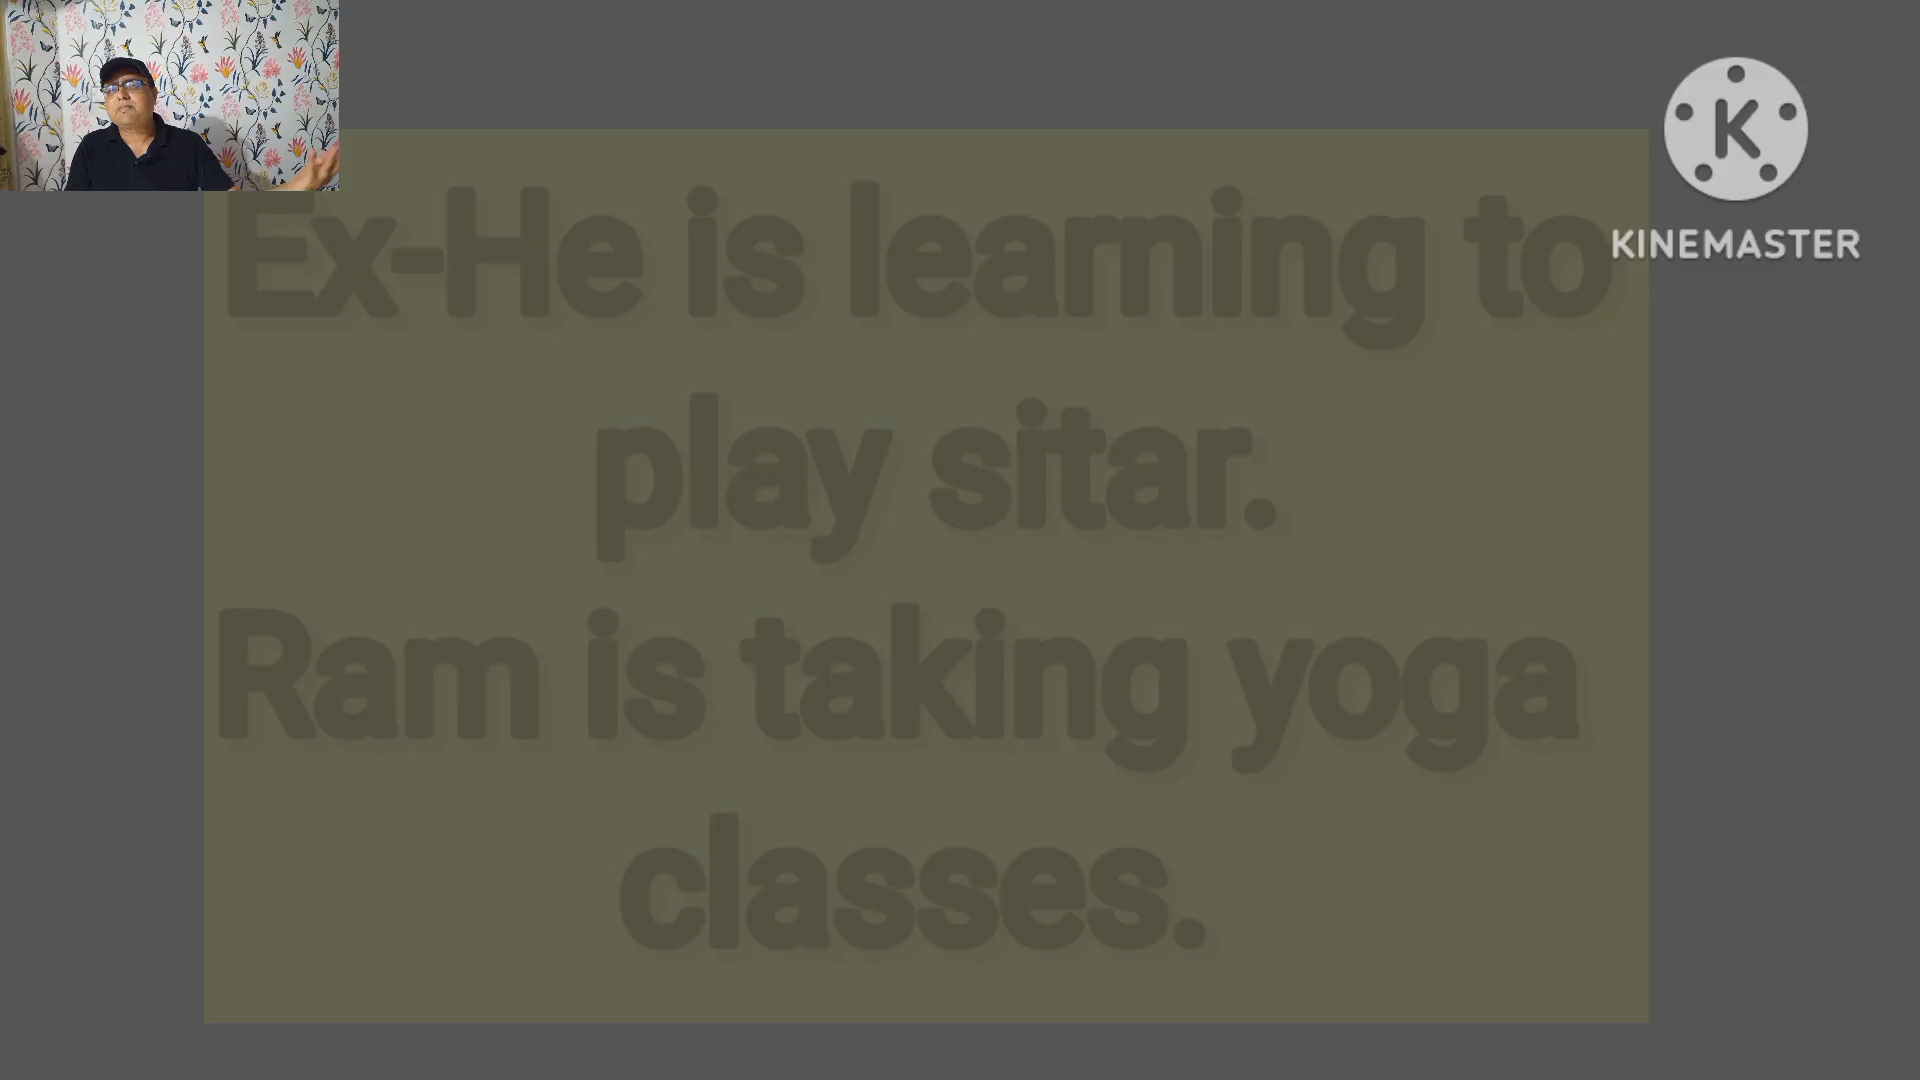 Ex-He is learning to
play sitar.
Ram is taking yoga
classes.
K
KINEMASTER